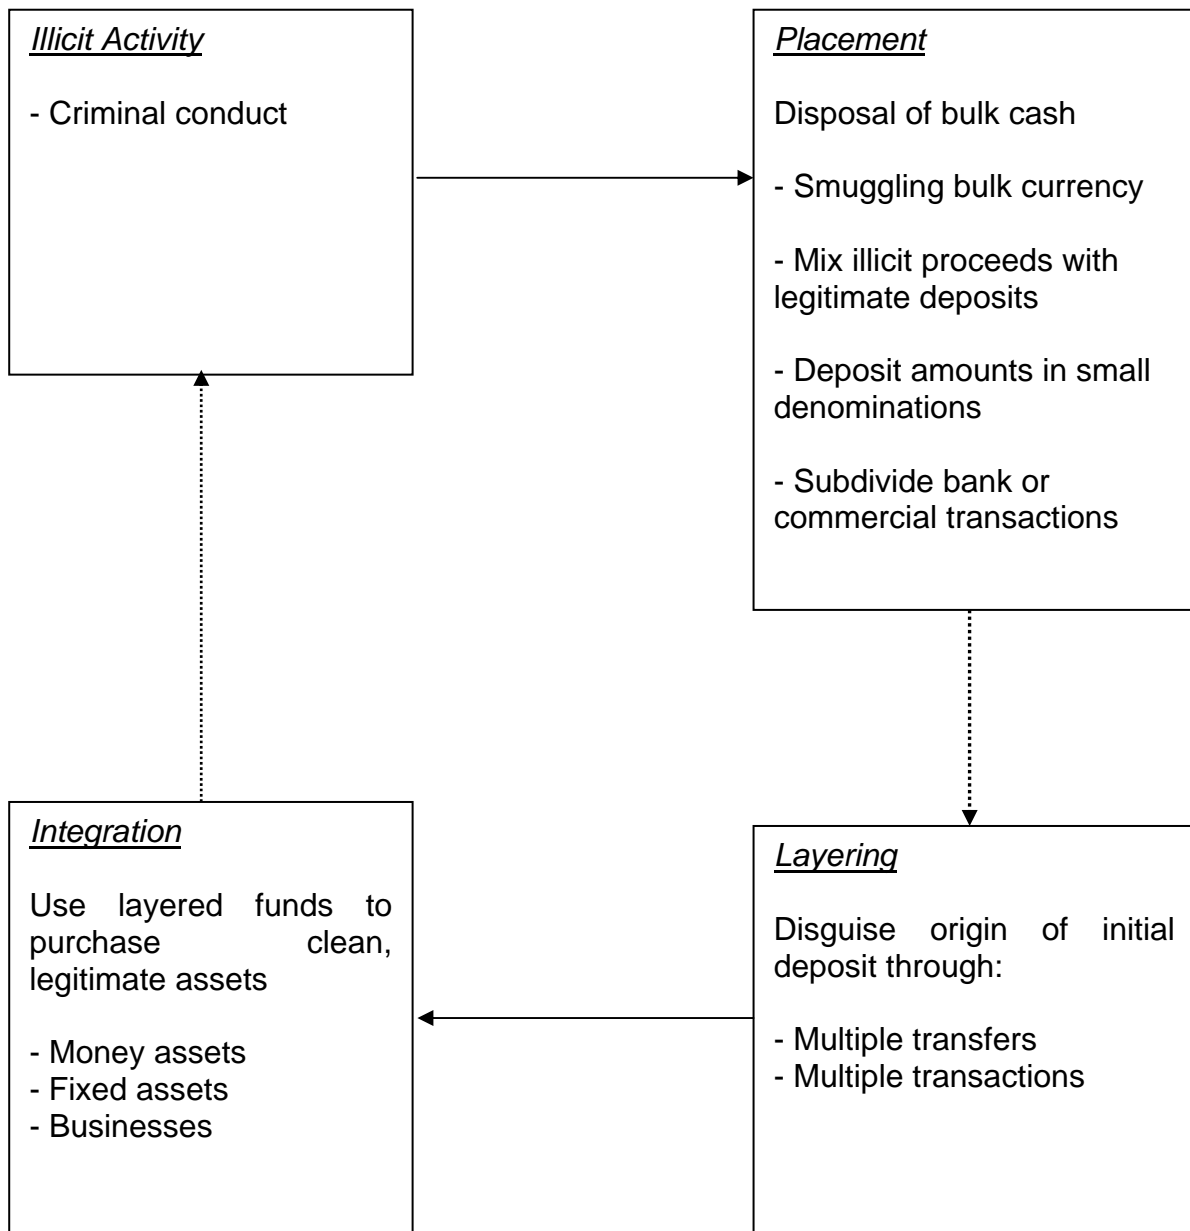 Illicit Activity
- Criminal conduct
Placement
Disposal of bulk cash
- Smuggling bulk currency
- Mix illicit proceeds with
legitimate deposits
- Deposit amounts in small
denominations
- Subdivide bank or
commercial transactions
Integration
Use layered funds to
purchase clean,
legitimate assets
- Money assets
- Fixed assets
- Businesses
Layering
Disguise origin of initial
deposit through:
- Multiple transfers
- Multiple transactions